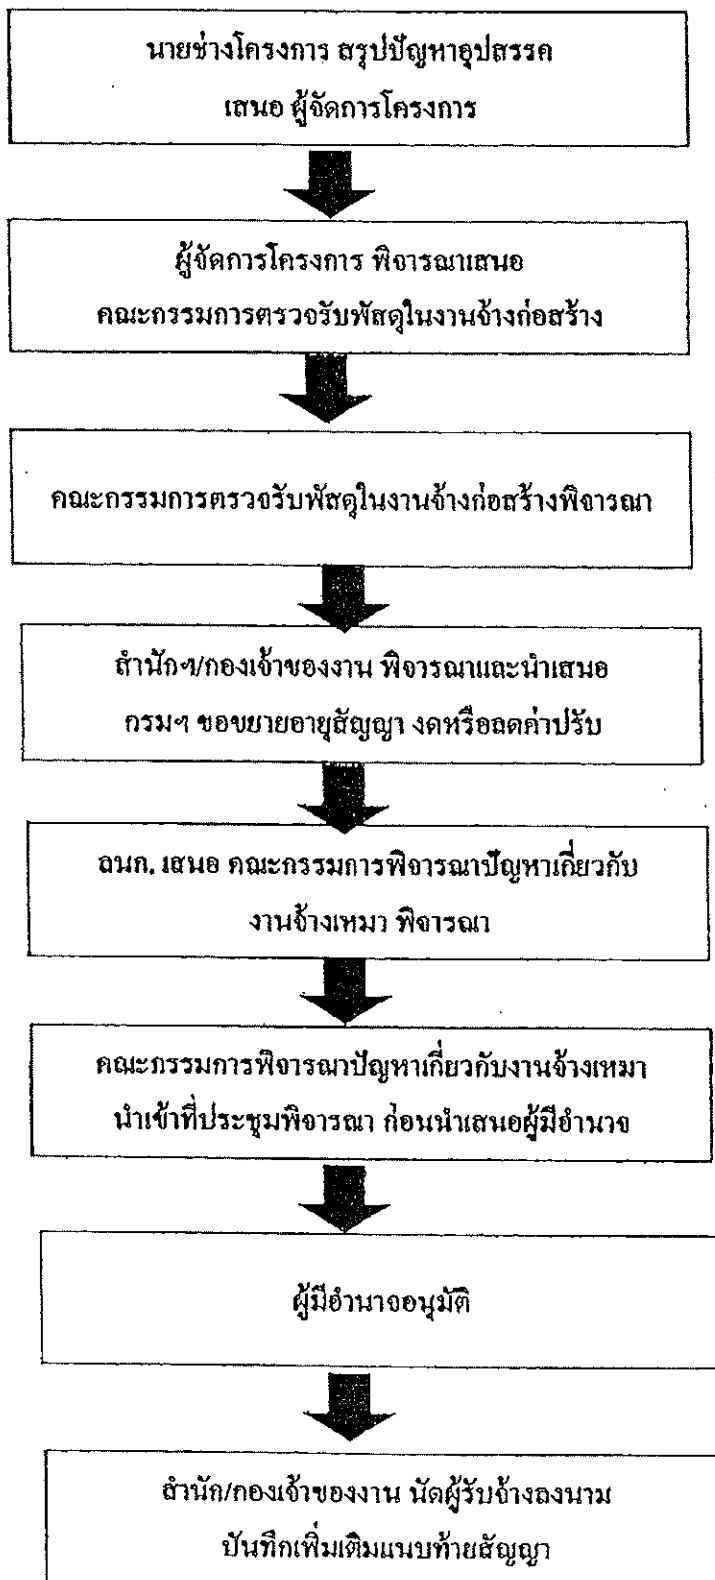 นายช่างโครงการ สรุปปัญหาอุปสรรค
เสนอ ผู้จัดการโครงการ
ผู้จัดการโครงการ พิจารณาเสนอ
คณะกรรมการตรวจรับพัสดุในงานจ้างก่อสร้าง
คณะกรรมการตรวจรับพัสดุในงานจ้างก่อสร้างพิจารณา
สำนักฯ/กองเจ้าของงาน พิจารณาและนำเสนอ
กรมฯ ขอขยายอายุสัญญา งดหรือลดค่าปรับ
ลนก. เสนอ คณะกรรมการพิจารณาปัญหาเกี่ยวกับ
งานจ้างเหมา พิจารณา
คณะกรรมการพิจารณาปัญหาเกี่ยวกับงานจ้างเหมา
นำเข้าที่ประชุมพิจารณา ก่อนนำเสนอผู้มีอำนาจ
ผู้มีอำนาจอนุมัติ
สำนัก/กองเจ้าของงาน นัดผู้รับจ้างลงนาม
บันทึกเพิ่มเติมแนบท้ายสัญญา